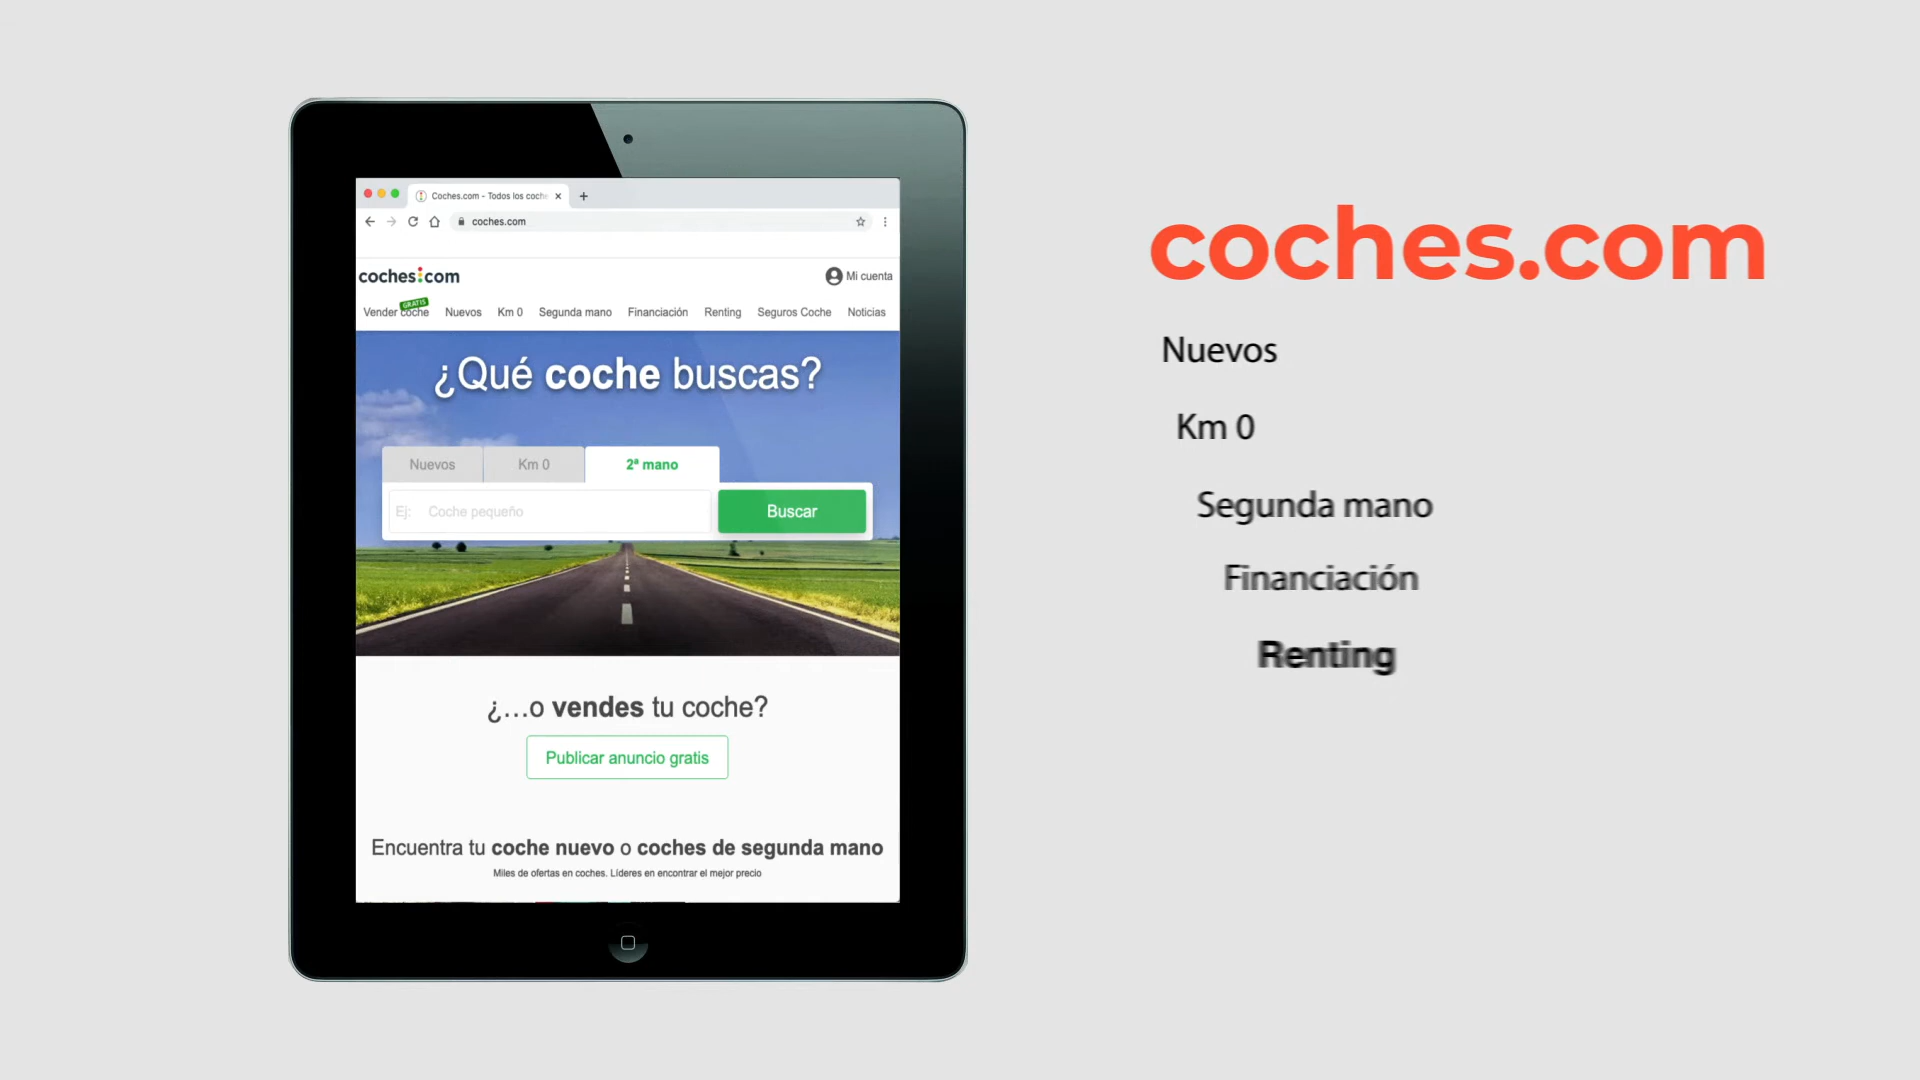 Coches.com - Todos los coche
coches.com
coches:com
Mi cuenta
GRATIS
Vender coche Nuevos Km 0 Segunda mano Financiación Renting Seguros Coche Noticias
¿Qué coche buscas?
Nuevos Km 0 2ª mano
Ej: Coche pequeño Buscar
¿...o vendes tu coche?
Publicar anuncio gratis
Encuentra tu coche nuevo o coches de segunda mano
Miles de ofertas en coches. Líderes en encontrar el mejor precio
coches.com
Nuevos
Km 0
Segunda mano
Financiación
Renting